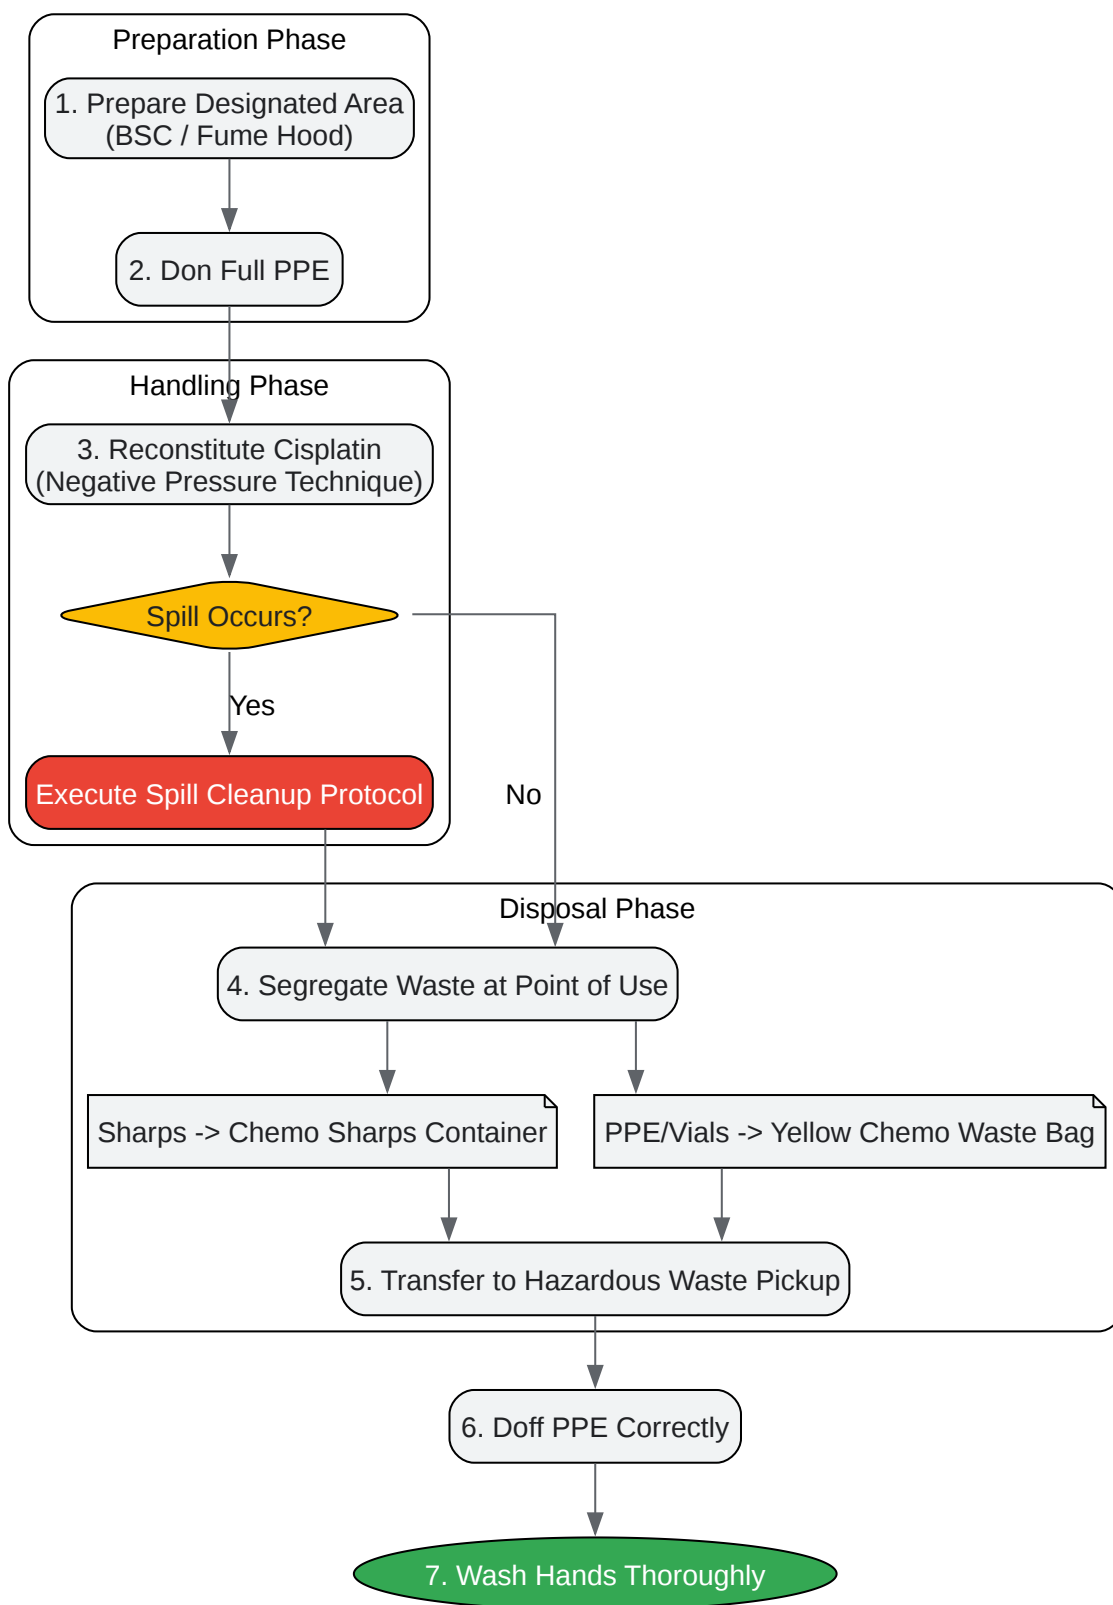 Preparation Phase
1. Prepare Designated Area
(BSC / Fume Hood)
2. Don Full PPE
Handling Phase
3. Reconstitute Cisplatin
(Negative Pressure Technique)
Spill Occurs?
Yes
Execute Spill Cleanup Protocol
No
Disposal Phase
4. Segregate Waste at Point of Use
Sharps -> Chemo Sharps Container
PPE/Vials -> Yellow Chemo Waste Bag
5. Transfer to Hazardous Waste Pickup
6. Doff PPE Correctly
7. Wash Hands Thoroughly